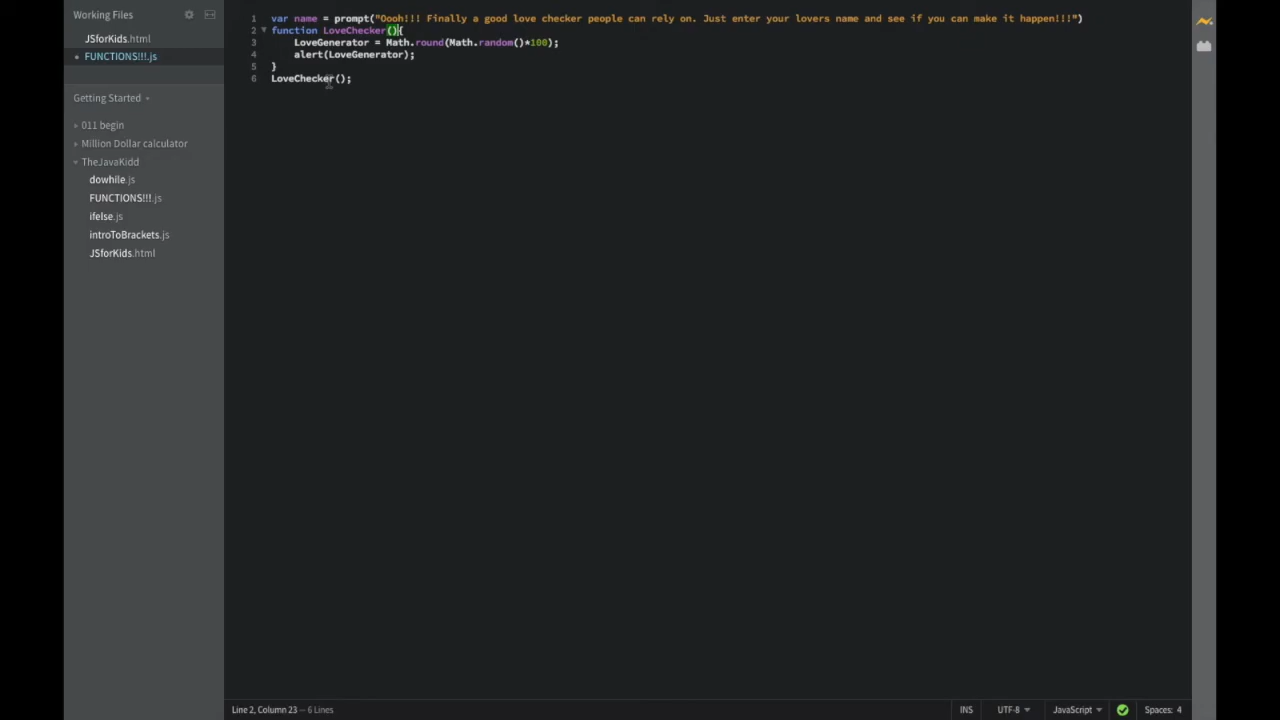 Working Files
JSforKids.html
FUNCTIONS!!!.js
Getting Started
011 begin
Million Dollar calculator
TheJavaKidd
dowhile.js
FUNCTIONS!!!.js
ifelse.js
introToBrackets.js
JSforKids.html
1 var name = prompt("Oooh!!! Finally a good love checker people can rely on. Just enter your lovers name and see if you can make it happen!!!")
2 function LoveChecker(){
3 LoveGenerator = Math.round(Math.random()*100);
4 alert(LoveGenerator);
5 }
6 LoveChecker();
Line 2, Column 23 — 6 Lines
INS UTF-8 JavaScript Spaces: 4